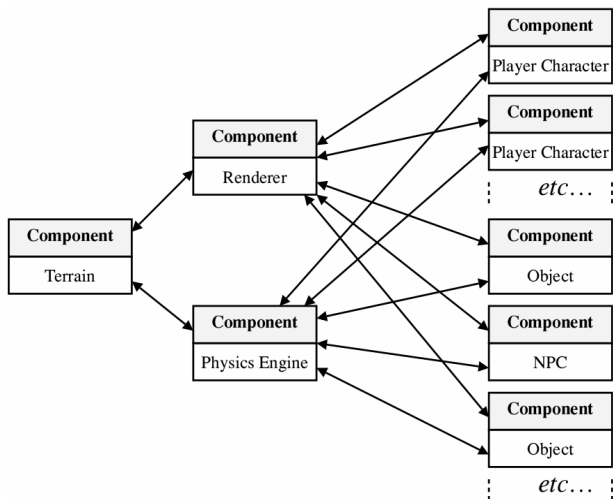 Component
Player Character
Component
Player Character
etc…
Component
Renderer
Component
Terrain
Component
Object
Component
Physics Engine
Component
NPC
Component
Object
etc…